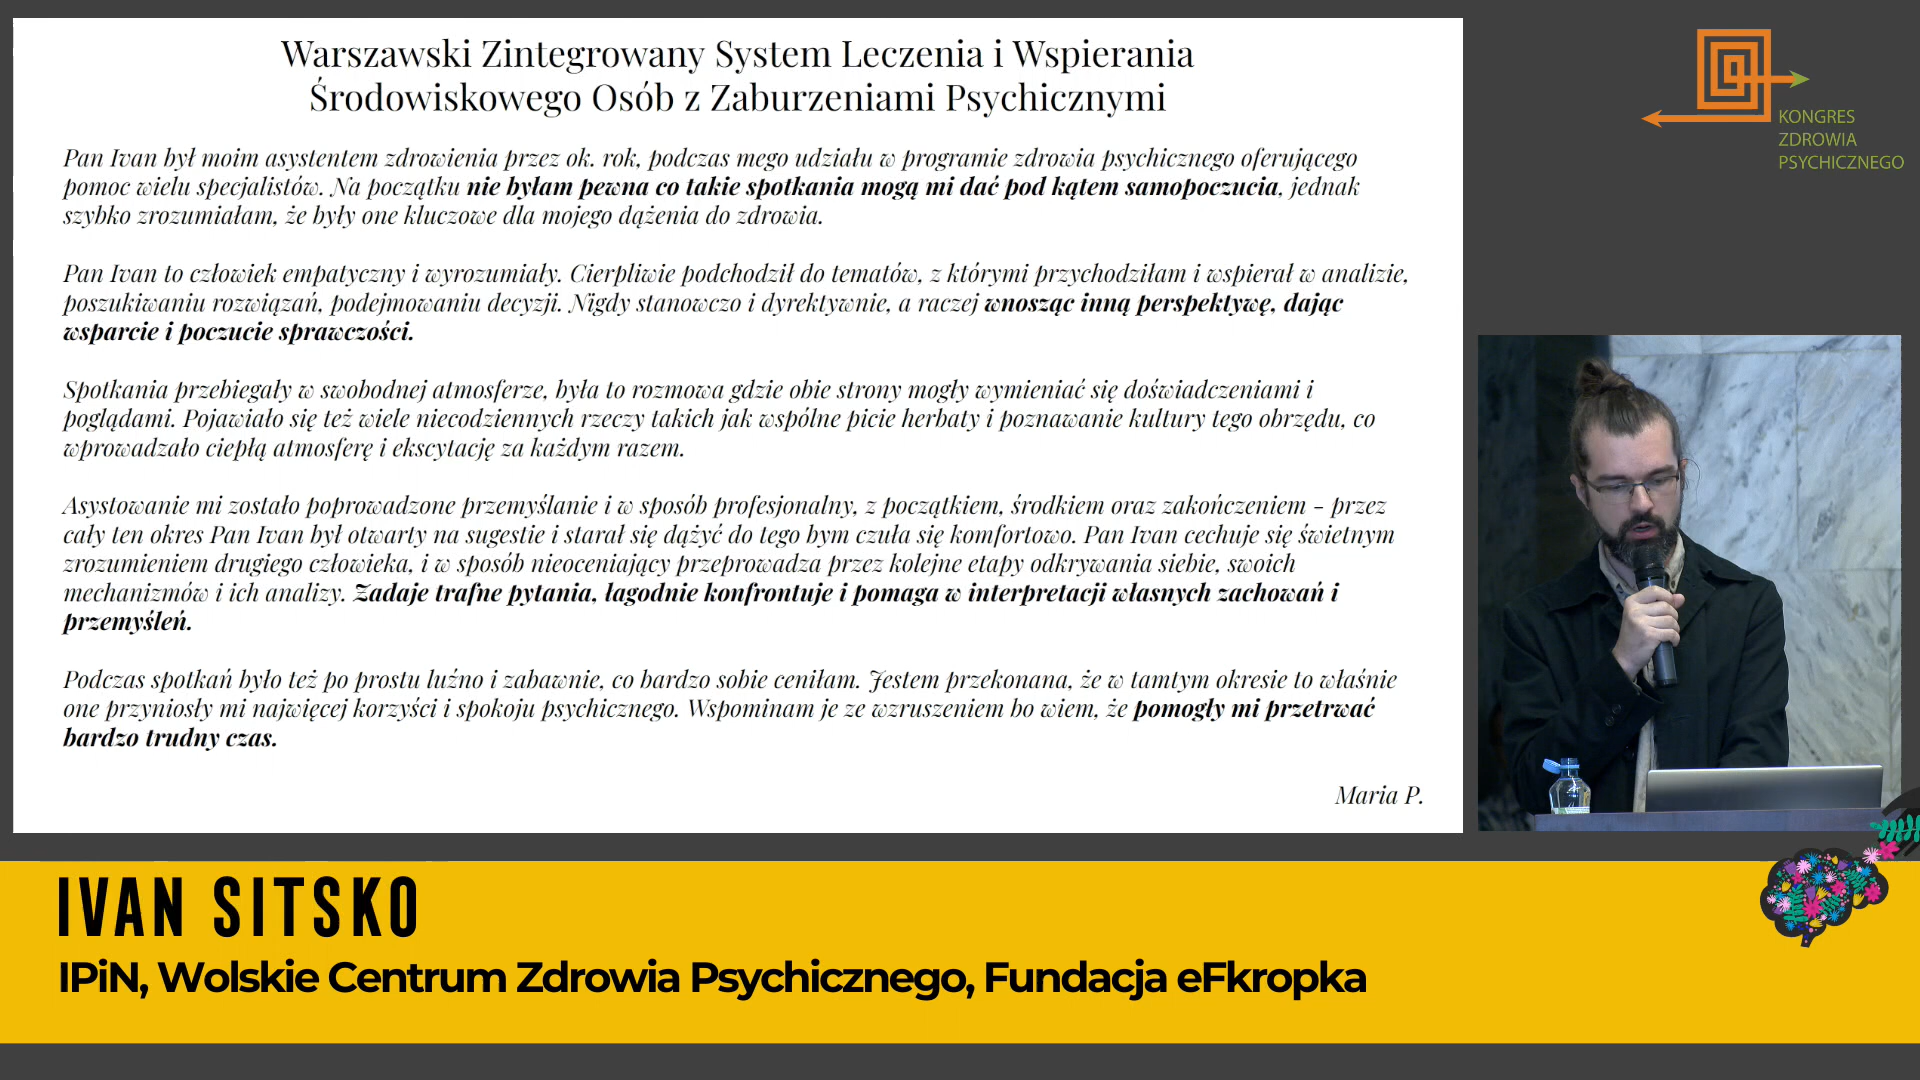 Warszawski Zintegrowany System Leczenia i Wspierania
Środowiskowego Osób z Zaburzeniami Psychicznymi
Pan Ivan był moim asystentem zdrowienia przez ok. rok, podczas mego udziału w programie zdrowia psychicznego oferującego
pomoc wielu specjalistów. Na początku nie byłam pewna co takie spotkania mogą mi dać pod kątem samopoczucia, jednak
szybko zrozumiałam, że były one kluczowe dla mojego dążenia do zdrowia.
Pan Ivan to człowiek empatyczny i wyrozumiały. Cierpliwie podchodził do tematów, z którymi przychodziłam i wspierał w analizie,
poszukiwaniu rozwiązań, podejmowaniu decyzji. Nigdy stanowczo i dyrektywnie, a raczej wnosząc inną perspektywę, dając
wsparcie i poczucie sprawczości.
Spotkania przebiegały w swobodnej atmosferze, była to rozmowa gdzie obie strony mogły wymieniać się doświadczeniami i
poglądami. Pojawiało się też wiele niecodziennych rzeczy takich jak wspólne picie herbaty i poznawanie kultury tego obrzędu, co
wprowadzało ciepłą atmosferę i ekscytację za każdym razem.
Asystowanie mi zostało poprowadzone przemyślanie i w sposób profesjonalny, z początkiem, środkiem oraz zakończeniem - przez
cały ten okres Pan Ivan był otwarty na sugestie i starał się dążyć do tego bym czuła się komfortowo. Pan Ivan cechuje się świetnym
zrozumieniem drugiego człowieka, i w sposób nieoceniający przeprowadza przez kolejne etapy odkrywania siebie, swoich
mechanizmów i ich analizy. Zadaje trafne pytania, łagodnie konfrontuje i pomaga w interpretacji własnych zachowań i
przemyśleń.
Podczas spotkań było też po prostu luźno i zabawnie, co bardzo sobie ceniłam. Jestem przekonana, że w tamtym okresie to właśnie
one przyniosły mi najwięcej korzyści i spokoju psychicznego. Wspominam je ze wzruszeniem bo wiem, że pomogły mi przetrwać
bardzo trudny czas.
Maria P.
KONGRES
ZDROWIA
PSYCHICZNEGO
IVAN SITSKO
IPiN, Wolskie Centrum Zdrowia Psychicznego, Fundacja eFkropka